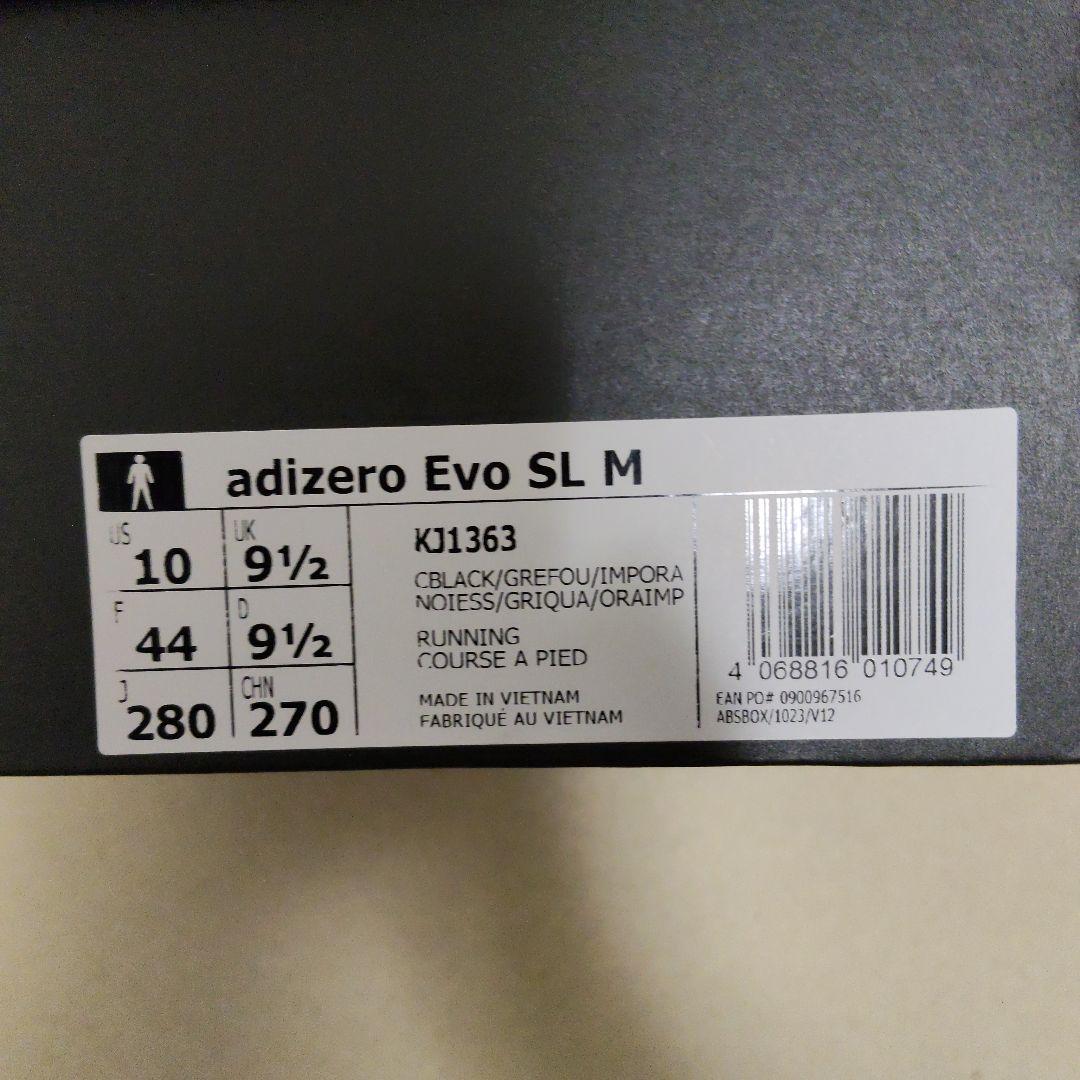 adizero Evo SL M
US
10
UK
9½
F
44
D
9½
J
280
CHN
270
KJ1363
CBLACK/GREFOU/IMPORA
NOIESS/GRIQUA/ORAIMP
RUNNING
COURSE A PIED
MADE IN VIETNAM
FABRIQUÉ AU VIETNAM
4 068816 010749
EAN PO# 0900967516
ABSBOX/1023/V12